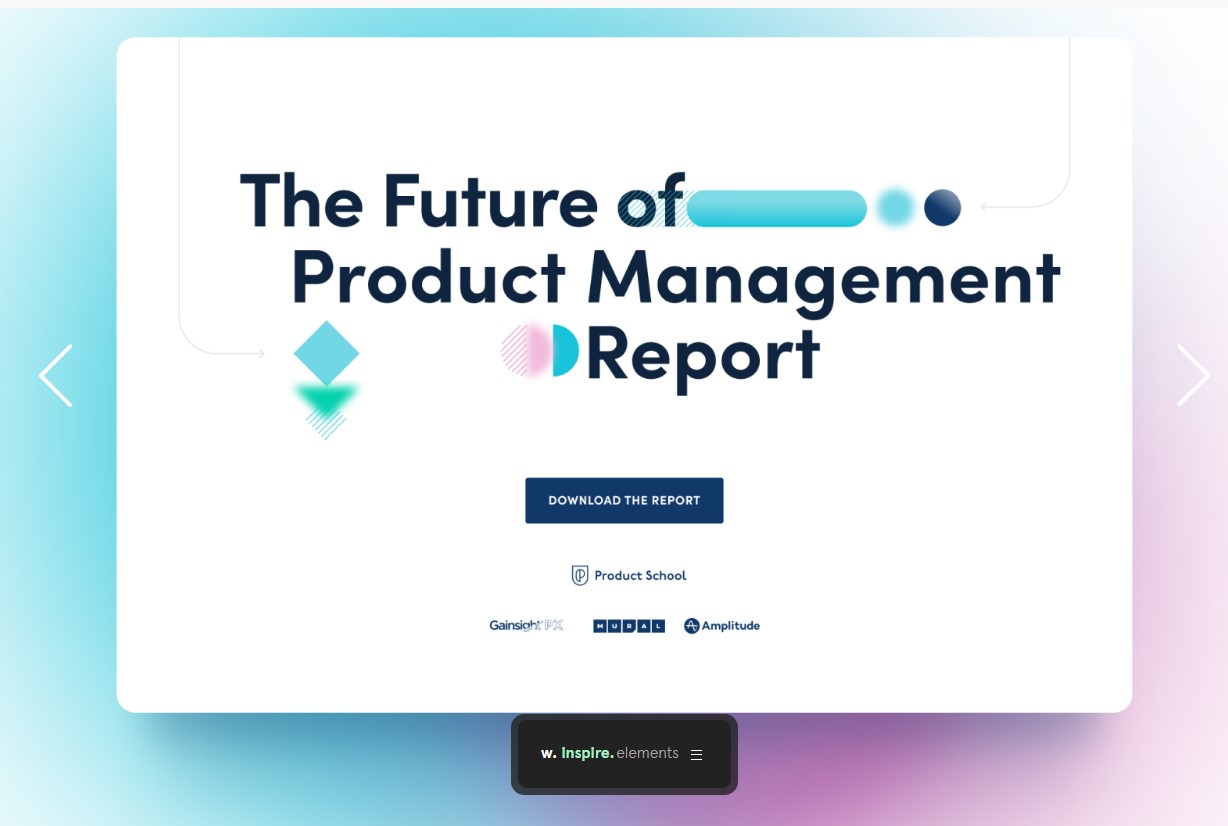 The Future of
Product Management
Report
DOWNLOAD THE REPORT
Product School
Gainsight PX MURAL Amplitude
w. inspire. elements